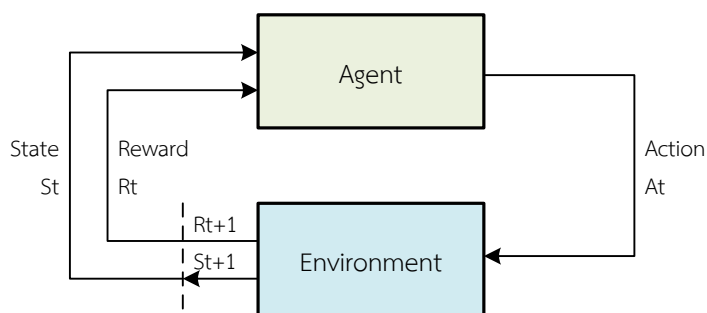 Agent
State
St
Reward
Rt
Action
At
Rt+1
St+1
Environment